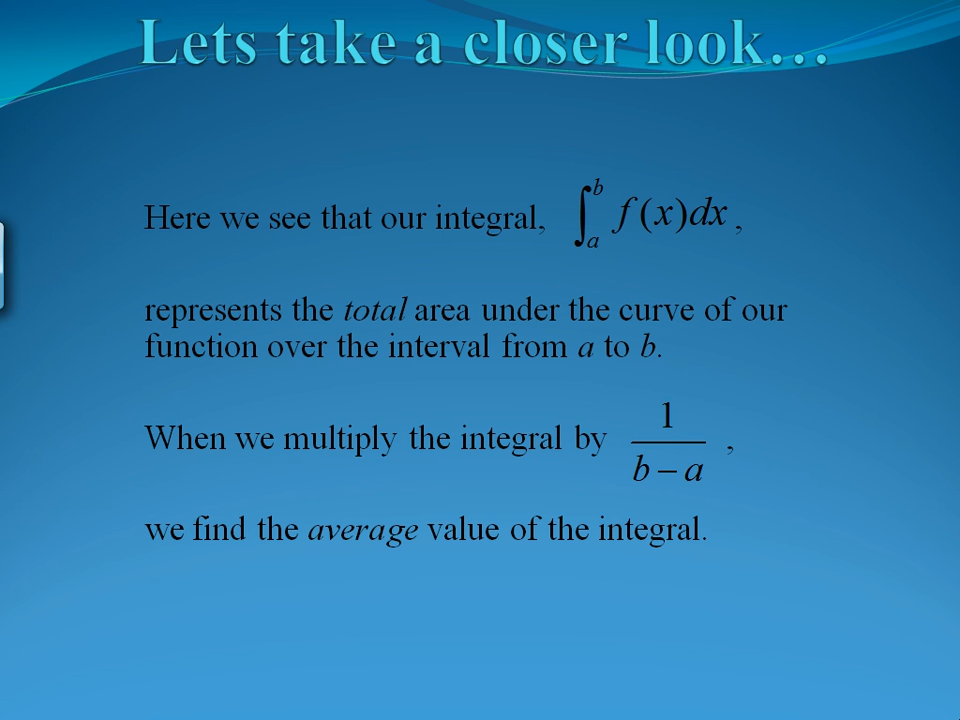 Lets take a closer look…
Here we see that our integral, ∫_a^b f(x)dx ,
represents the total area under the curve of our
function over the interval from a to b.
When we multiply the integral by 1/(b − a) ,
we find the average value of the integral.